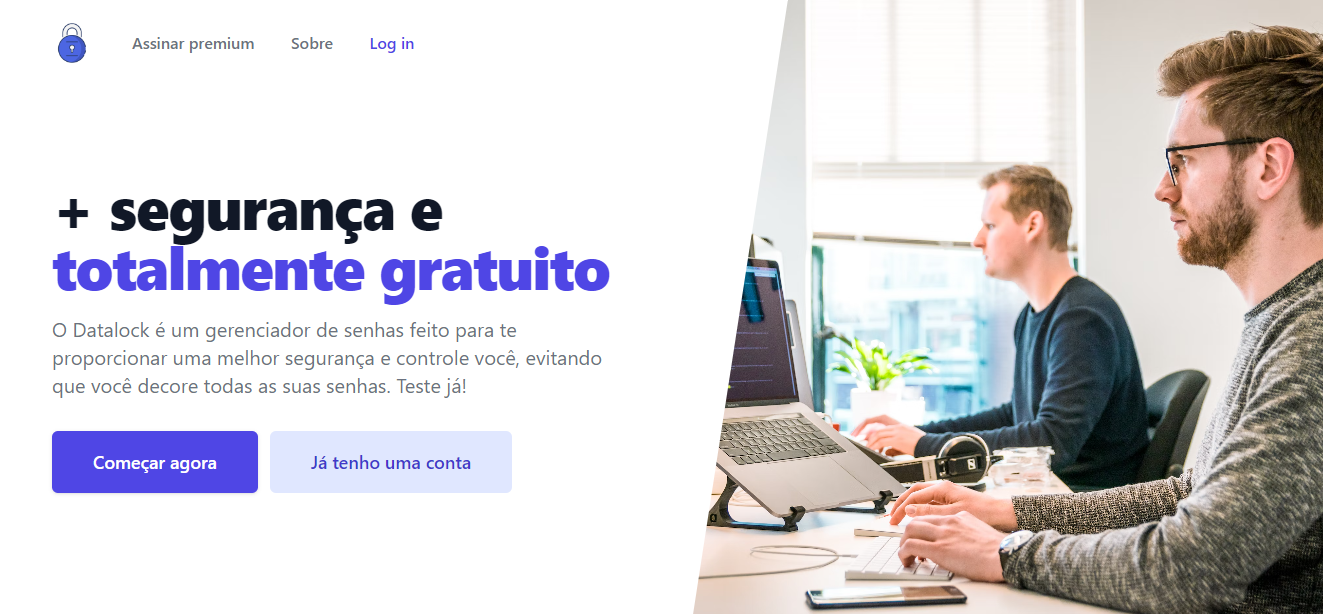 Assinar premium
Sobre
Log in
+ segurança e
totalmente gratuito
O Datalock é um gerenciador de senhas feito para te
proporcionar uma melhor segurança e controle você, evitando
que você decore todas as suas senhas. Teste já!
Começar agora
Já tenho uma conta